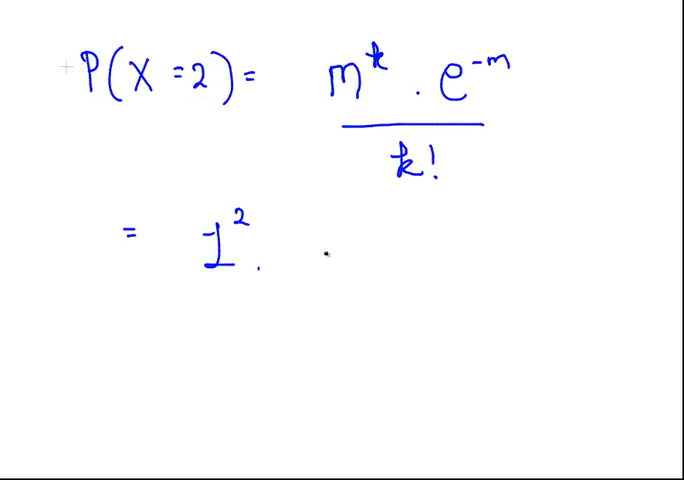 P(X = 2) = m^k . e^-m
k!
= 1^2 .